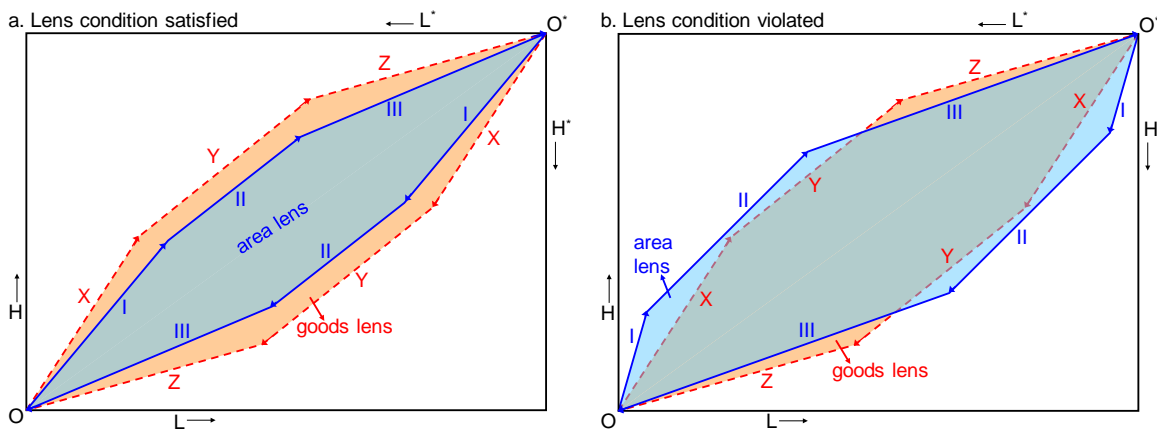 a. Lens condition satisfied
L*
O*
Z
III
I
X
H*
Y
II
area lens
II
Y
X
I
H
III
goods lens
Z
O
L
b. Lens condition violated
L*
O*
Z
X
I
III
H
Y
II
area
lens
Y
II
X
H
I
III
goods lens
Z
O
L